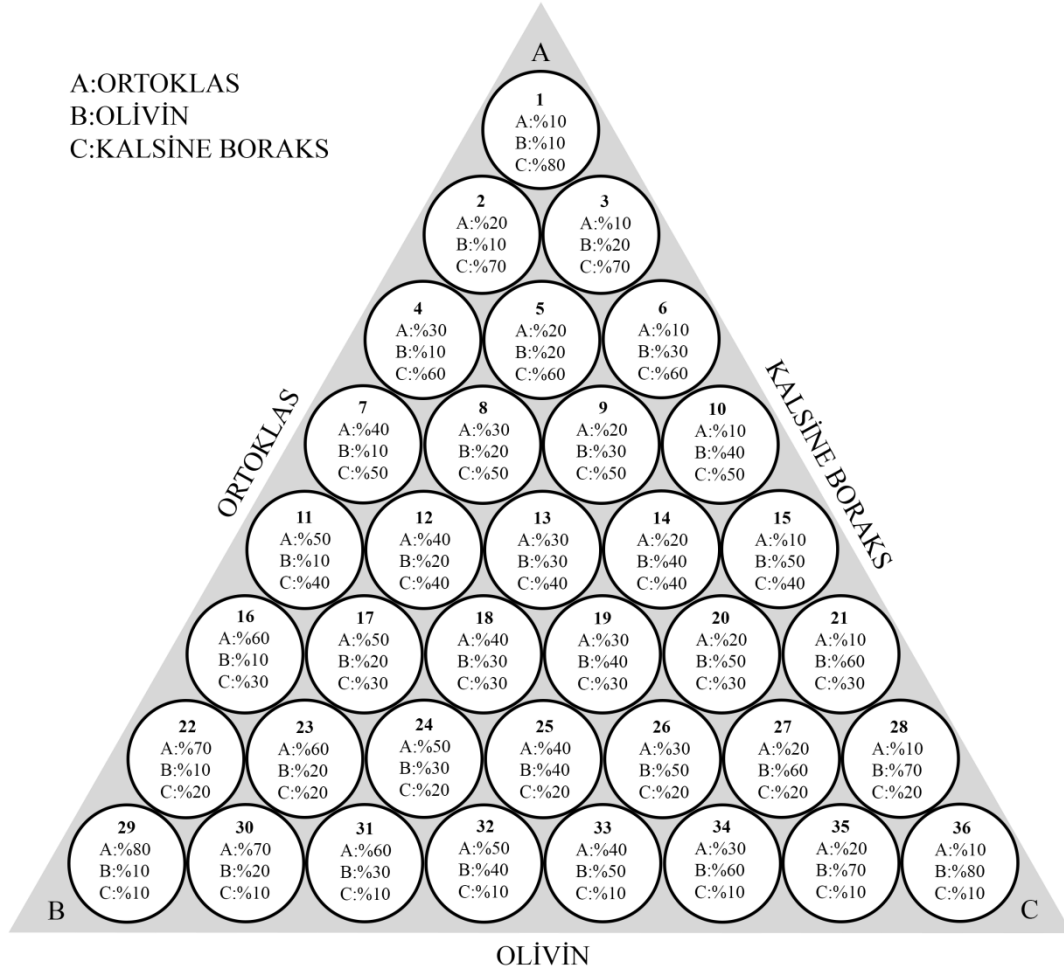 A
A:ORTOKLAS
B:OLİVİN
C:KALSİNE BORAKS
1
A:%10
B:%10
C:%80
2
A:%20
B:%10
C:%70
3
A:%10
B:%20
C:%70
4
A:%30
B:%10
C:%60
5
A:%20
B:%20
C:%60
6
A:%10
B:%30
C:%60
ORTOKLAS
KALSİNE BORAKS
7
A:%40
B:%10
C:%50
8
A:%30
B:%20
C:%50
9
A:%20
B:%30
C:%50
10
A:%10
B:%40
C:%50
11
A:%50
B:%10
C:%40
12
A:%40
B:%20
C:%40
13
A:%30
B:%30
C:%40
14
A:%20
B:%40
C:%40
15
A:%10
B:%50
C:%40
16
A:%60
B:%10
C:%30
17
A:%50
B:%20
C:%30
18
A:%40
B:%30
C:%30
19
A:%30
B:%40
C:%30
20
A:%20
B:%50
C:%30
21
A:%10
B:%60
C:%30
22
A:%70
B:%10
C:%20
23
A:%60
B:%20
C:%20
24
A:%50
B:%30
C:%20
25
A:%40
B:%40
C:%20
26
A:%30
B:%50
C:%20
27
A:%20
B:%60
C:%20
28
A:%10
B:%70
C:%20
29
A:%80
B:%10
C:%10
30
A:%70
B:%20
C:%10
31
A:%60
B:%30
C:%10
32
A:%50
B:%40
C:%10
33
A:%40
B:%50
C:%10
34
A:%30
B:%60
C:%10
35
A:%20
B:%70
C:%10
36
A:%10
B:%80
C:%10
B
C
OLİVİN